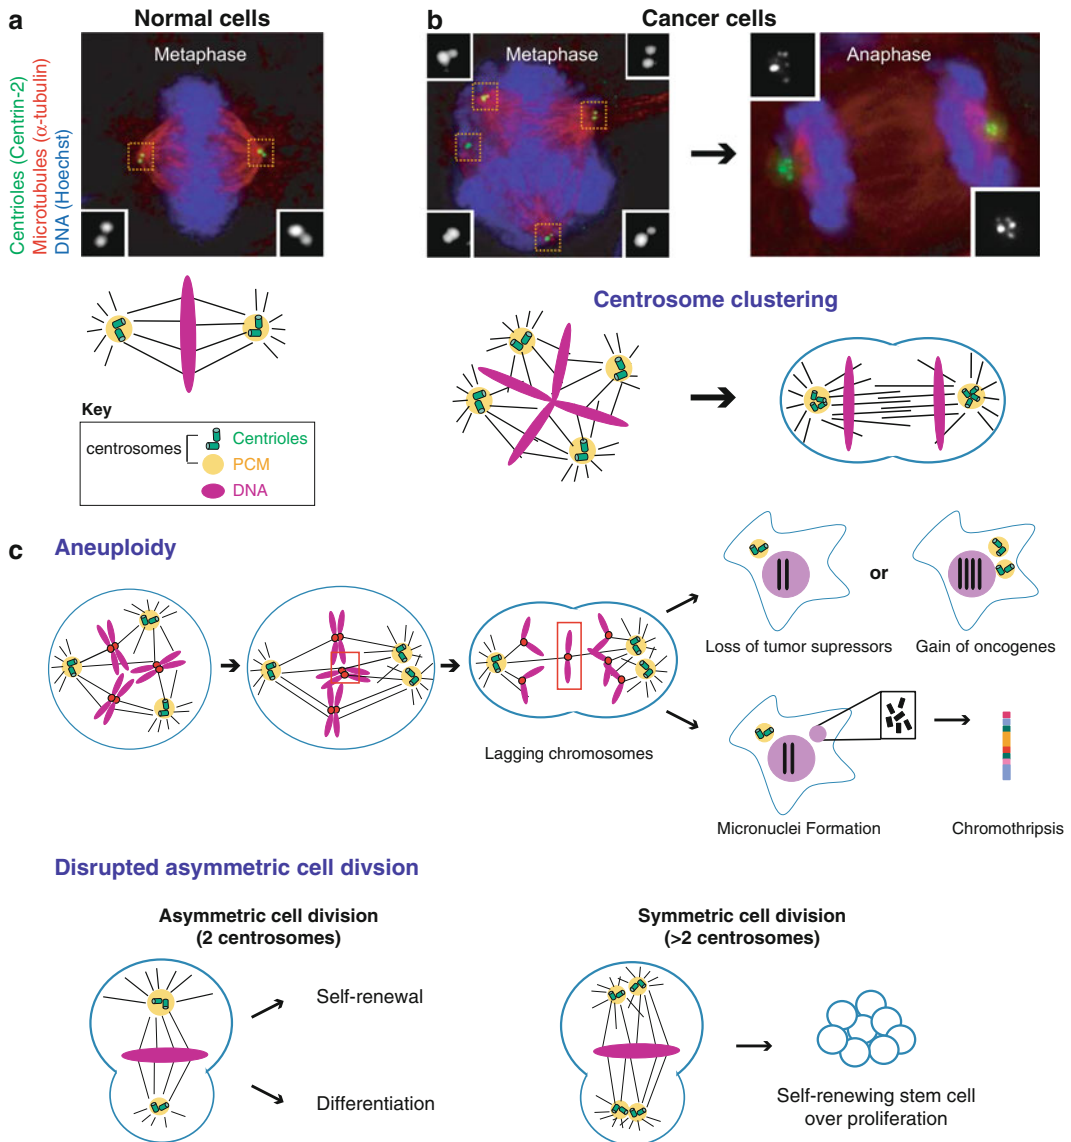 a
Normal cells
Metaphase
Centrioles (Centrin-2)
Microtubules (α-tubulin)
DNA (Hoechst)
b
Cancer cells
Metaphase
Anaphase
Centrosome clustering
Key
centrosomes
Centrioles
PCM
DNA
c
Aneuploidy
or
Loss of tumor supressors
Gain of oncogenes
Lagging chromosomes
Micronuclei Formation
Chromothripsis
Disrupted asymmetric cell divsion
Asymmetric cell division
(2 centrosomes)
Self-renewal
Differentiation
Symmetric cell division
(>2 centrosomes)
Self-renewing stem cell
over proliferation